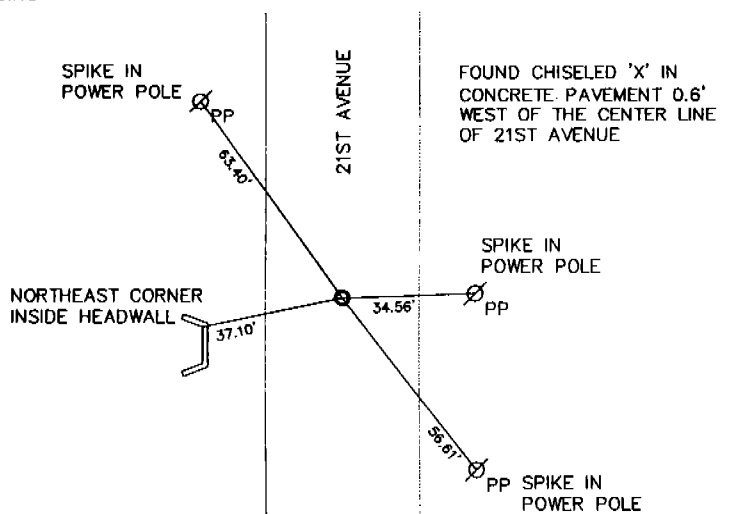 SPIKE IN
POWER POLE
PP
21ST AVENUE
FOUND CHISELED 'X' IN
CONCRETE PAVEMENT 0.6'
WEST OF THE CENTER LINE
OF 21ST AVENUE
63.40'
SPIKE IN
POWER POLE
PP
NORTHEAST CORNER
INSIDE HEADWALL
37.10'
34.56'
56.61'
PP SPIKE IN
POWER POLE